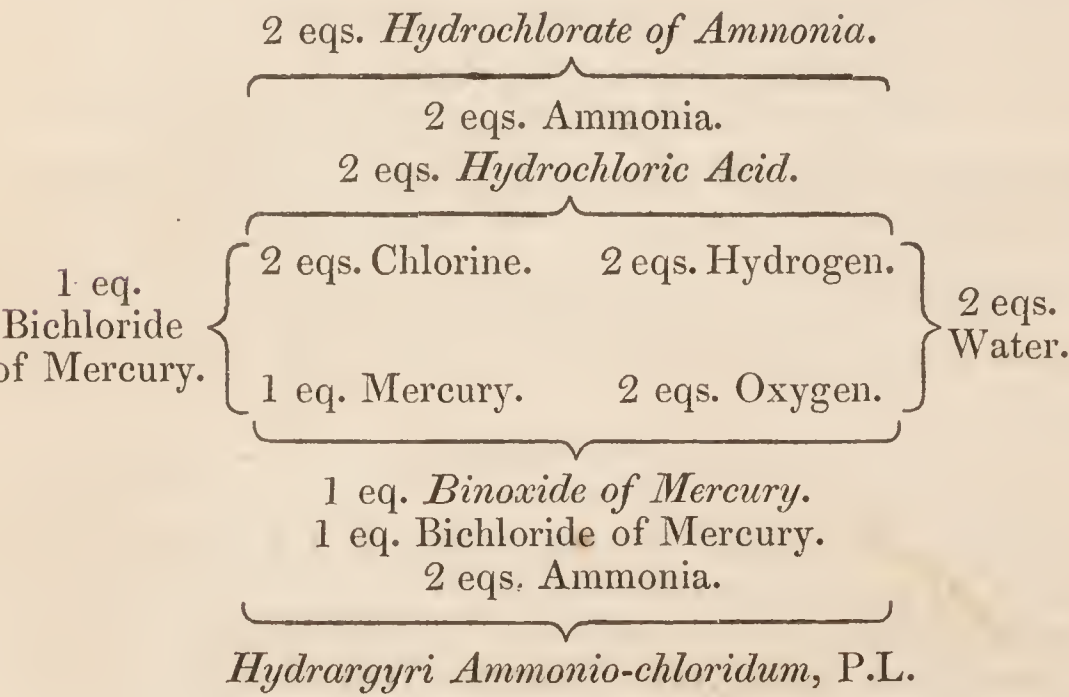 2 eqs. Hydrochlorate of Ammonia.
2 eqs. Ammonia.
2 eqs. Hydrochloric Acid.
1 eq.
Bichloride
of Mercury.
2 eqs. Chlorine. 2 eqs. Hydrogen.
1 eq. Mercury. 2 eqs. Oxygen.
2 eqs.
Water.
1 eq. Binoxide of Mercury.
1 eq. Bichloride of Mercury.
2 eqs. Ammonia.
Hydrargyri Ammonio-chloridum, P.L.